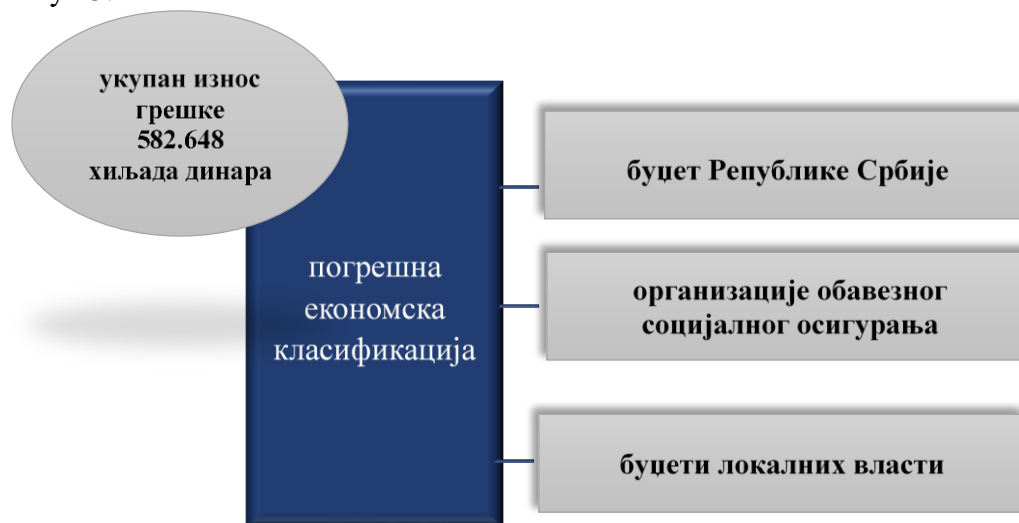 укупан износ
грешке
582.648
хиљада динара
погрешна
економска
класификација
буџет Републике Србије
организације обавезног
социјалног осигурања
буџети локалних власти